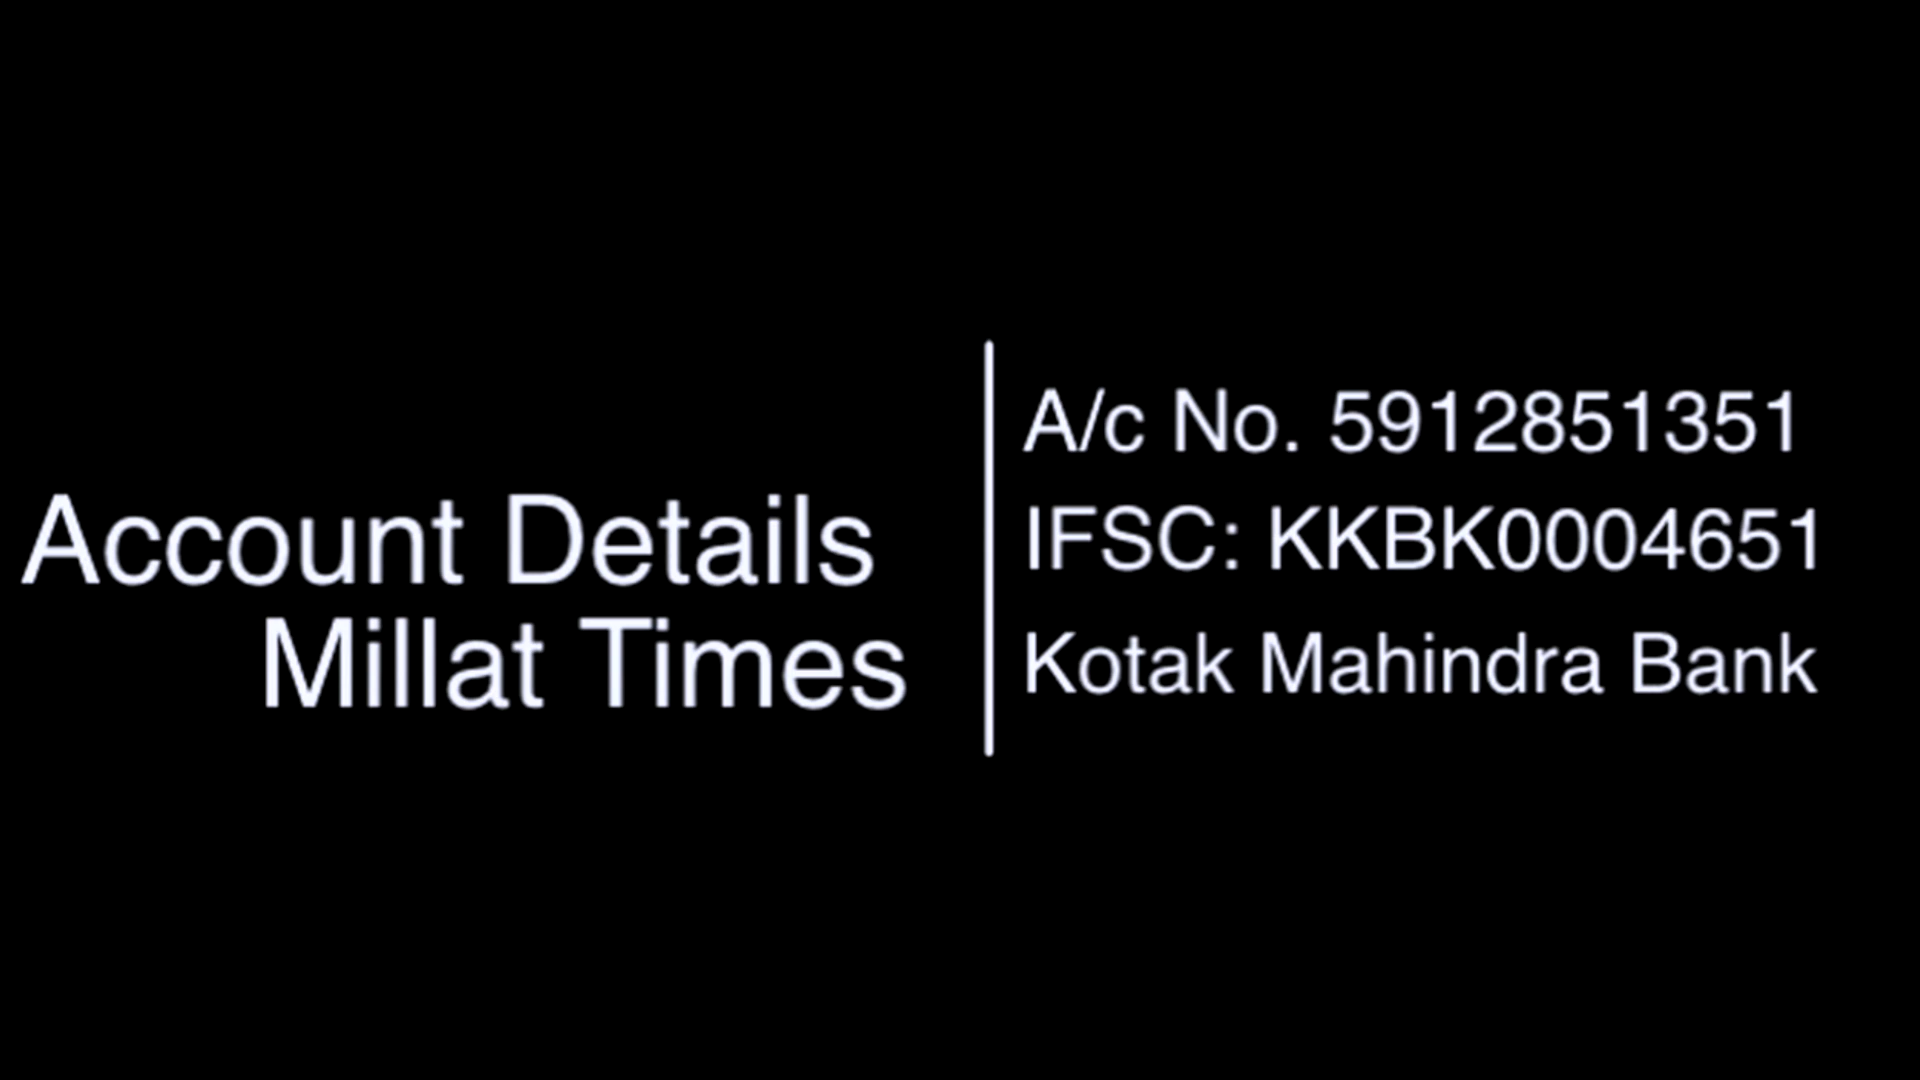 Account Details
Millat Times
A/c No. 5912851351
IFSC: KKBK0004651
Kotak Mahindra Bank